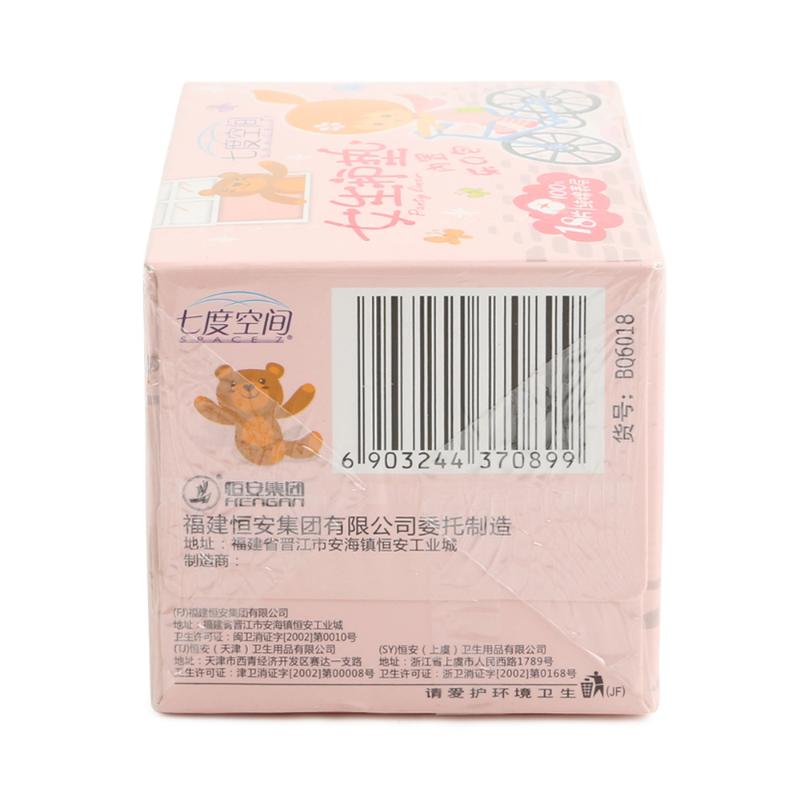 七度空间
女生护垫
Panty liner
18片
100%
七度空间
SPACE 7®
6 903244 370899
货号：BQ6018
恒安集团
HENGAN
福建恒安集团有限公司委托制造
地址：福建省晋江市安海镇恒安工业城
制造商：
(FJ)福建恒安集团有限公司
地址：福建省晋江市安海镇恒安工业城
卫生许可证：闽卫消证字[2002]第0010号
(TJ)恒安（天津）卫生用品有限公司
地址：天津市西青经济开发区赛达一支路
卫生许可证：津卫消证字[2002]第00008号
(SY)恒安（上虞）卫生用品有限公司
地址：浙江省上虞市人民西路1789号
卫生许可证：浙卫消证字[2002]第0168号
请爱护环境卫生
(JF)